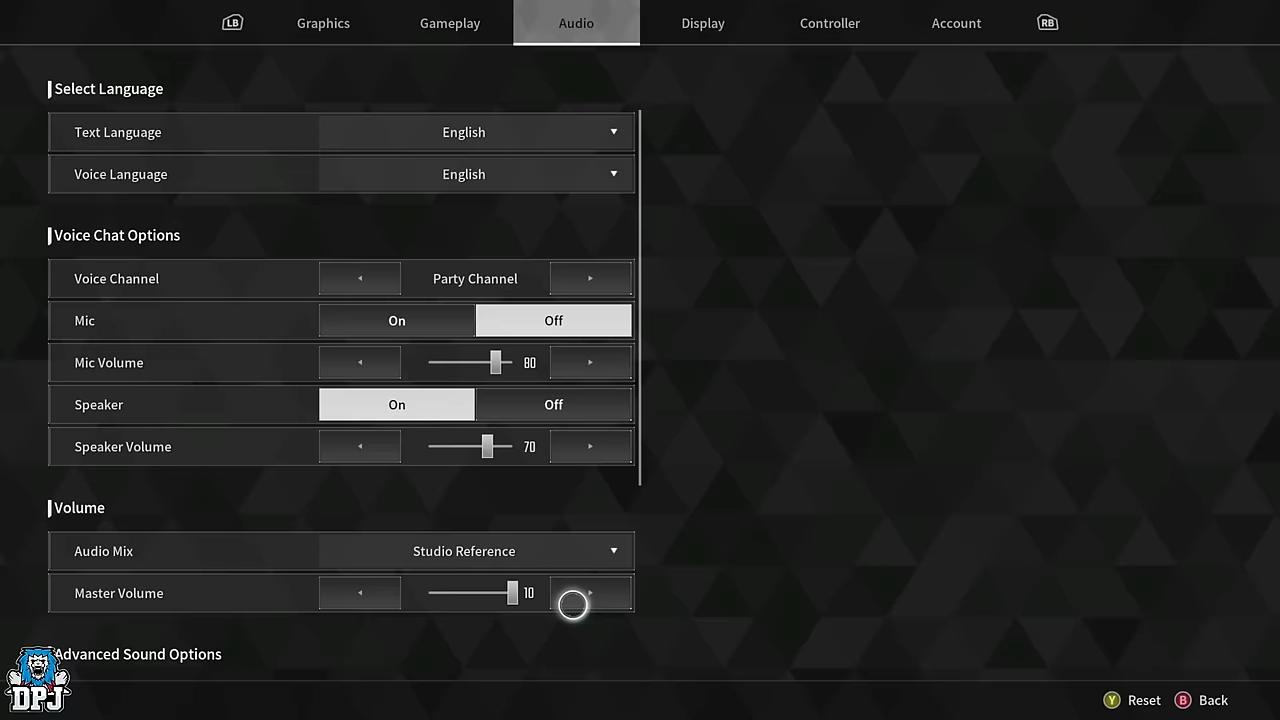 LB Graphics Gameplay Audio Display Controller Account RB
Select Language
Text Language English
Voice Language English
Voice Chat Options
Voice Channel Party Channel
Mic On Off
Mic Volume 80
Speaker On Off
Speaker Volume 70
Volume
Audio Mix Studio Reference
Master Volume 10
Advanced Sound Options
DPJ
Y Reset B Back